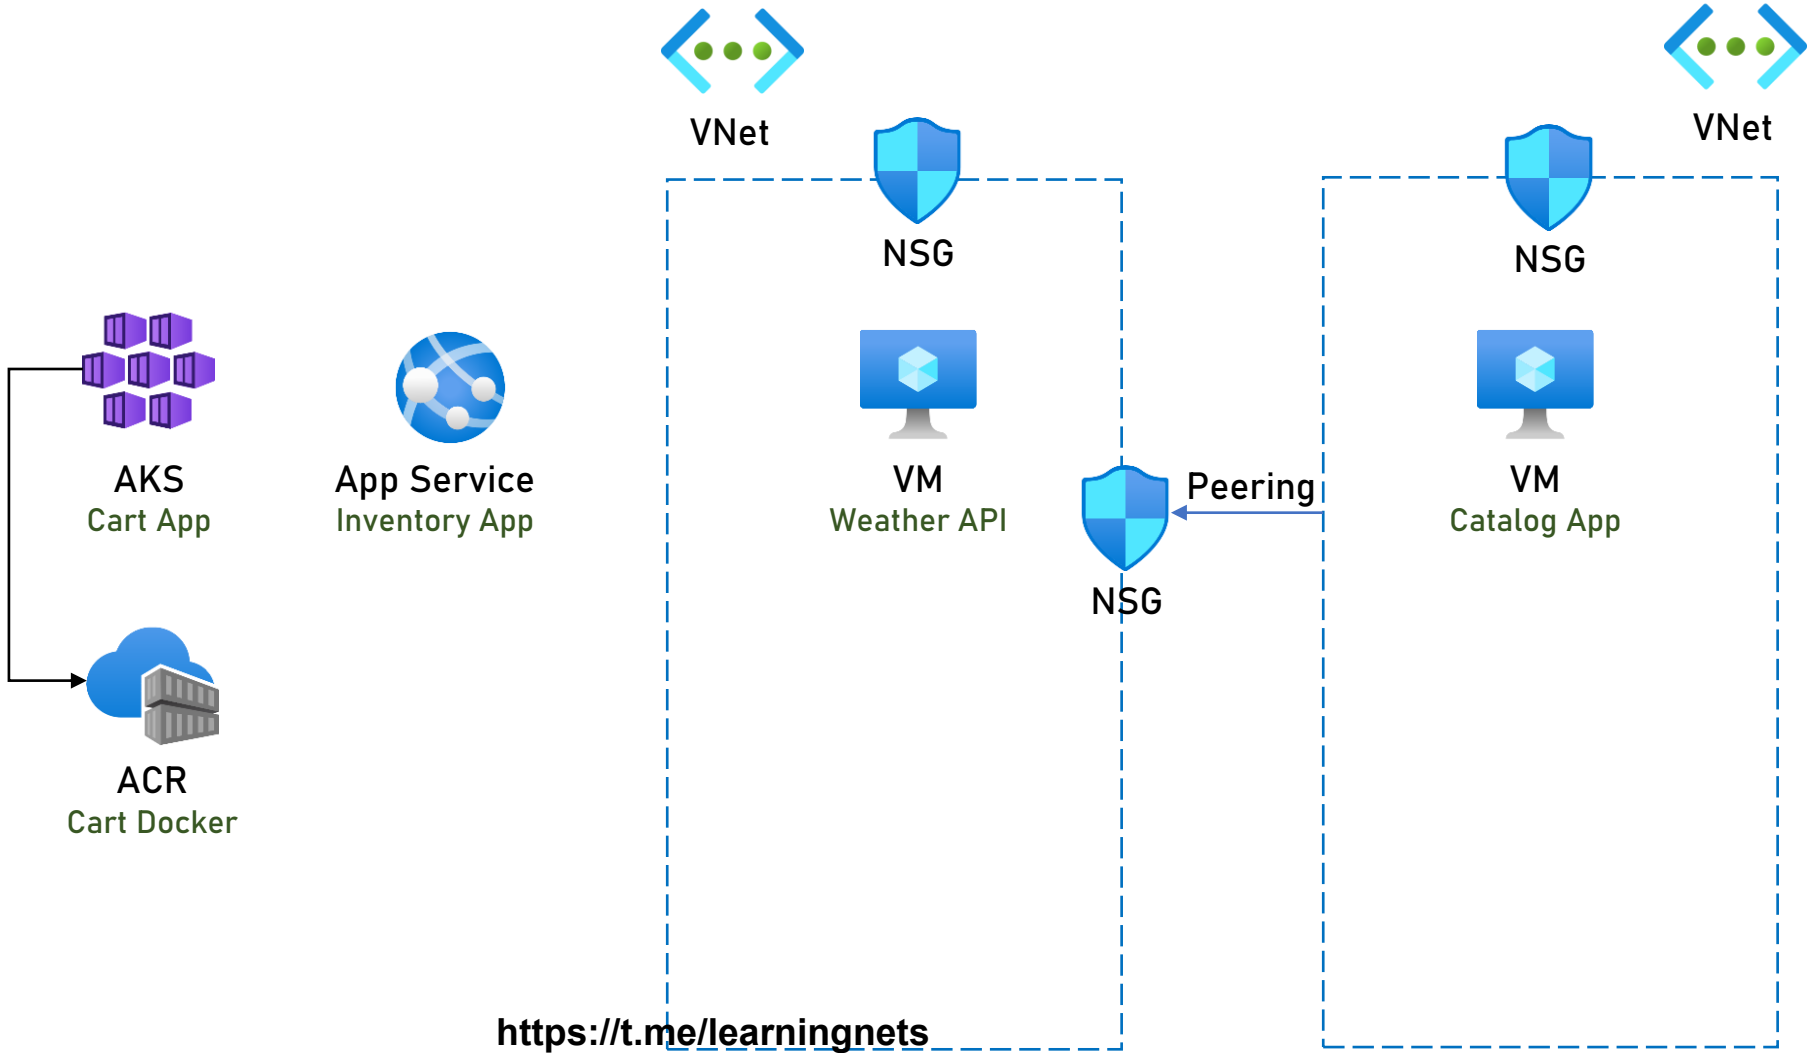 VNet
VNet
NSG
NSG
AKS
Cart App
App Service
Inventory App
VM
Weather API
Peering
VM
Catalog App
NSG
ACR
Cart Docker
https://t.me/learningnets